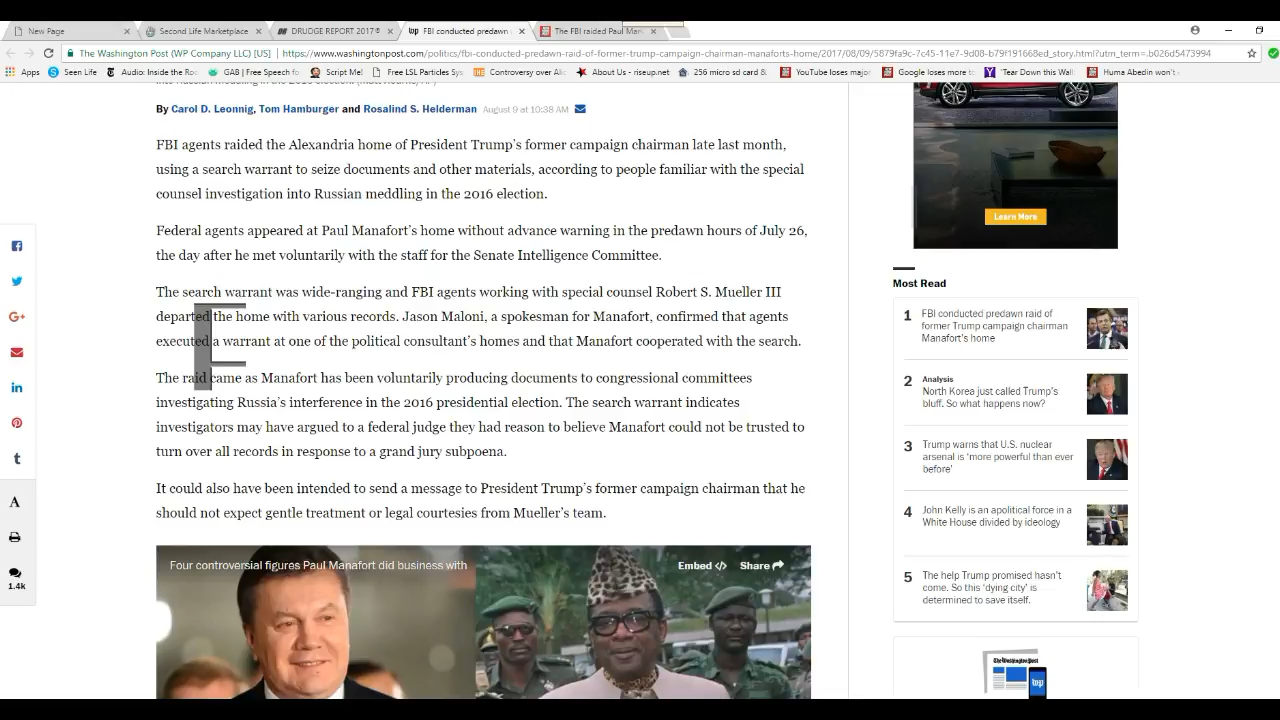 New Page
Second Life Marketplace
DRUDGE REPORT 2017®
FBI conducted predawn
The FBI raided Paul Man
The Washington Post (WP Company LLC) [US]
https://www.washingtonpost.com/politics/fbi-conducted-predawn-raid-of-former-trump-campaign-chairman-manaforts-home/2017/08/09/5879fa9c-7c45-11e7-9d08-b79f191668ed_story.html?utm_term=.b026d5473994
Apps
Seen Life
Audio: Inside the Roc
GAB | Free Speech fo
Script Me!
Free LSL Particles Sys
Controversy over Ali
About Us - riseup.net
256 micro sd card &
YouTube loses major
Google loses more to
'Tear Down this Wall
Huma Abedin won't
By Carol D. Leonnig, Tom Hamburger and Rosalind S. Helderman August 9 at 10:38 AM
FBI agents raided the Alexandria home of President Trump's former campaign chairman late last month,
using a search warrant to seize documents and other materials, according to people familiar with the special
counsel investigation into Russian meddling in the 2016 election.
Federal agents appeared at Paul Manafort's home without advance warning in the predawn hours of July 26,
the day after he met voluntarily with the staff for the Senate Intelligence Committee.
The search warrant was wide-ranging and FBI agents working with special counsel Robert S. Mueller III
departed the home with various records. Jason Maloni, a spokesman for Manafort, confirmed that agents
executed a warrant at one of the political consultant's homes and that Manafort cooperated with the search.
The raid came as Manafort has been voluntarily producing documents to congressional committees
investigating Russia's interference in the 2016 presidential election. The search warrant indicates
investigators may have argued to a federal judge they had reason to believe Manafort could not be trusted to
turn over all records in response to a grand jury subpoena.
It could also have been intended to send a message to President Trump's former campaign chairman that he
should not expect gentle treatment or legal courtesies from Mueller's team.
Four controversial figures Paul Manafort did business with
Embed
Share
1.4k
Learn More
Most Read
1 FBI conducted predawn raid of
former Trump campaign chairman
Manafort's home
2 Analysis
North Korea just called Trump's
bluff. So what happens now?
3 Trump warns that U.S. nuclear
arsenal is 'more powerful than ever
before'
4 John Kelly is an apolitical force in a
White House divided by ideology
5 The help Trump promised hasn't
come. So this 'dying city' is
determined to save itself.
The Washington Post
wp